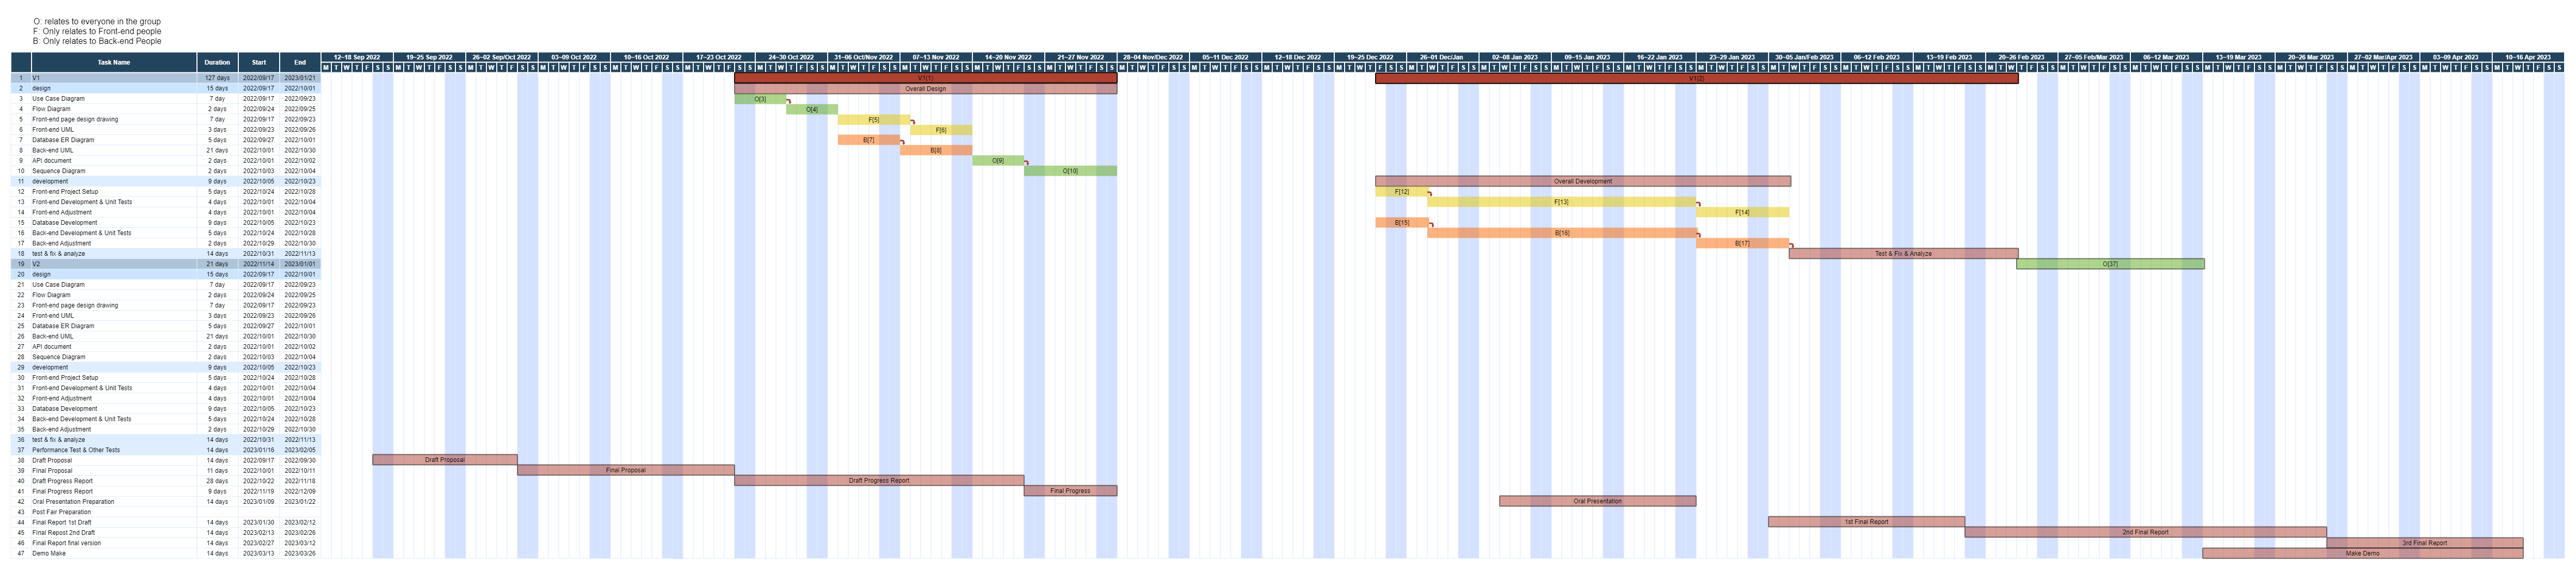 O: relates to everyone in the group
F: Only relates to Front-end people
B: Only relates to Back-end People
Task Name Duration Start End 12–18 Sep 2022 19–25 Sep 2022 26–02 Sep/Oct 2022 03–09 Oct 2022 10–16 Oct 2022 17–23 Oct 2022 24–30 Oct 2022 31–06 Oct/Nov 2022 07–13 Nov 2022 14–20 Nov 2022 21–27 Nov 2022 28–04 Nov/Dec 2022 05–11 Dec 2022 12–18 Dec 2022 19–25 Dec 2022 26–01 Dec/Jan 02–08 Jan 2023 09–15 Jan 2023 16–22 Jan 2023 23–29 Jan 2023 30–05 Jan/Feb 2023 06–12 Feb 2023 13–19 Feb 2023 20–26 Feb 2023 27–05 Feb/Mar 2023 06–12 Mar 2023 13–19 Mar 2023 20–26 Mar 2023 27–02 Mar/Apr 2023 03–09 Apr 2023 10–16 Apr 2023
M T W T F S S M T W T F S S M T W T F S S M T W T F S S M T W T F S S M T W T F S S M T W T F S S M T W T F S S M T W T F S S M T W T F S S M T W T F S S M T W T F S S M T W T F S S M T W T F S S M T W T F S S M T W T F S S M T W T F S S M T W T F S S M T W T F S S M T W T F S S M T W T F S S M T W T F S S M T W T F S S M T W T F S S M T W T F S S M T W T F S S M T W T F S S M T W T F S S M T W T F S S M T W T F S S M T W T F S S
1 V1 127 days 2022/09/17 2023/01/21 V1(1) V1(2)
2 design 15 days 2022/09/17 2022/10/01 Overall Design
3 Use Case Diagram 7 day 2022/09/17 2022/09/23 O[3]
4 Flow Diagram 2 days 2022/09/24 2022/09/25 O[4]
5 Front-end page design drawing 7 day 2022/09/17 2022/09/23 F[5]
6 Front-end UML 3 days 2022/09/23 2022/09/26 F[6]
7 Database ER Diagram 5 days 2022/09/27 2022/10/01 B[7]
8 Back-end UML 21 days 2022/10/01 2022/10/30 B[8]
9 API document 2 days 2022/10/01 2022/10/02 O[9]
10 Sequence Diagram 2 days 2022/10/03 2022/10/04 O[10]
11 development 9 days 2022/10/05 2022/10/23 Overall Development
12 Front-end Project Setup 5 days 2022/10/24 2022/10/28 F[12]
13 Front-end Development & Unit Tests 4 days 2022/10/01 2022/10/04 F[13]
14 Front-end Adjustment 4 days 2022/10/01 2022/10/04 F[14]
15 Database Development 9 days 2022/10/05 2022/10/23 B[15]
16 Back-end Development & Unit Tests 5 days 2022/10/24 2022/10/28 B[16]
17 Back-end Adjustment 2 days 2022/10/29 2022/10/30 B[17]
18 test & fix & analyze 14 days 2022/10/31 2022/11/13 Test & Fix & Analyze
19 V2 21 days 2022/11/14 2023/01/01 O[37]
20 design 15 days 2022/09/17 2022/10/01
21 Use Case Diagram 7 day 2022/09/17 2022/09/23
22 Flow Diagram 2 days 2022/09/24 2022/09/25
23 Front-end page design drawing 7 day 2022/09/17 2022/09/23
24 Front-end UML 3 days 2022/09/23 2022/09/26
25 Database ER Diagram 5 days 2022/09/27 2022/10/01
26 Back-end UML 21 days 2022/10/01 2022/10/30
27 API document 2 days 2022/10/01 2022/10/02
28 Sequence Diagram 2 days 2022/10/03 2022/10/04
29 development 9 days 2022/10/05 2022/10/23
30 Front-end Project Setup 5 days 2022/10/24 2022/10/28
31 Front-end Development & Unit Tests 4 days 2022/10/01 2022/10/04
32 Front-end Adjustment 4 days 2022/10/01 2022/10/04
33 Database Development 9 days 2022/10/05 2022/10/23
34 Back-end Development & Unit Tests 5 days 2022/10/24 2022/10/28
35 Back-end Adjustment 2 days 2022/10/29 2022/10/30
36 test & fix & analyze 14 days 2022/10/31 2022/11/13
37 Performance Test & Other Tests 14 days 2023/01/16 2023/02/05
38 Draft Proposal 14 days 2022/09/17 2022/09/30 Draft Proposal
39 Final Proposal 11 days 2022/10/01 2022/10/11 Final Proposal
40 Draft Progress Report 28 days 2022/10/22 2022/11/18 Draft Progress Report
41 Final Progress Report 9 days 2022/11/19 2022/12/09 Final Progress
42 Oral Presentation Preparation 14 days 2023/01/09 2023/01/22 Oral Presentation
43 Post Fair Preparation
44 Final Report 1st Draft 14 days 2023/01/30 2023/02/12 1st Final Report
45 Final Repost 2nd Draft 14 days 2023/02/13 2023/02/26 2nd Final Report
46 Final Report final version 14 days 2023/02/27 2023/03/12 3rd Final Report
47 Demo Make 14 days 2023/03/13 2023/03/26 Make Demo